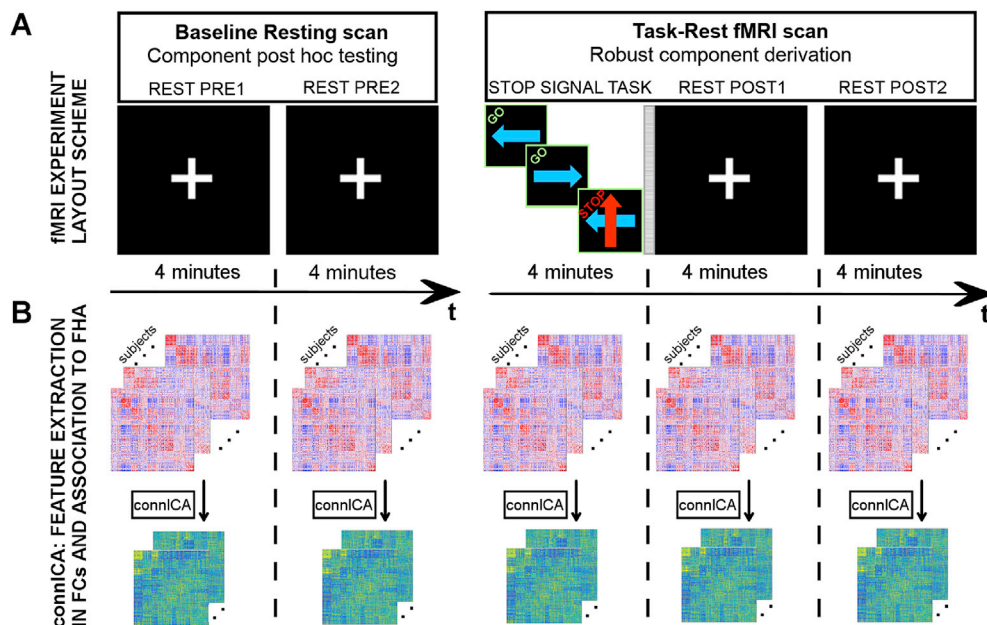 A
fMRI EXPERIMENT
LAYOUT SCHEME
Baseline Resting scan
Component post hoc testing
REST PRE1
REST PRE2
Task-Rest fMRI scan
Robust component derivation
STOP SIGNAL TASK
REST POST1
REST POST2
GO
GO
STOP
4 minutes
4 minutes
4 minutes
4 minutes
4 minutes
t
t
B
connICA: FEATURE EXTRACTION
IN FCs AND ASSOCIATION TO FHA
subjects
subjects
subjects
subjects
subjects
connICA
connICA
connICA
connICA
connICA